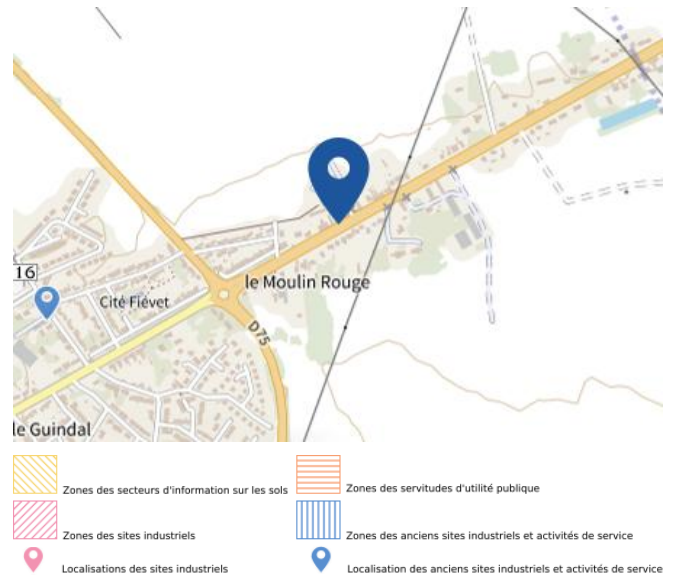 16
Cité Fiévet
le Moulin Rouge
D75
le Guindal
Zones des secteurs d'information sur les sols
Zones des servitudes d'utilité publique
Zones des sites industriels
Zones des anciens sites industriels et activités de service
Localisations des sites industriels
Localisation des anciens sites industriels et activités de service